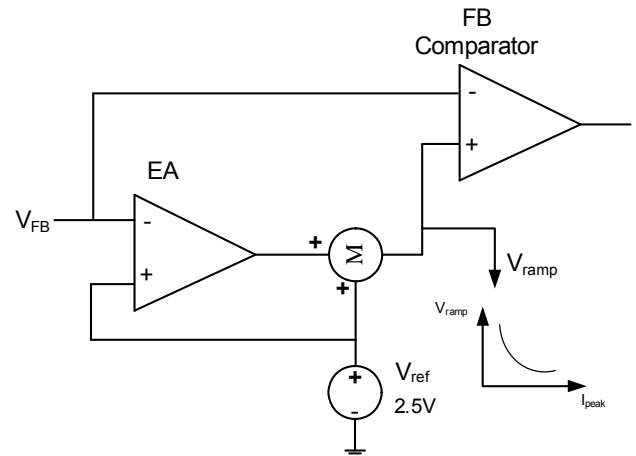 FB
Comparator
-
+
EA
V_FB
-
+
+
M
+
V_ramp
V_ramp
I_peak
+
-
V_ref
2.5V